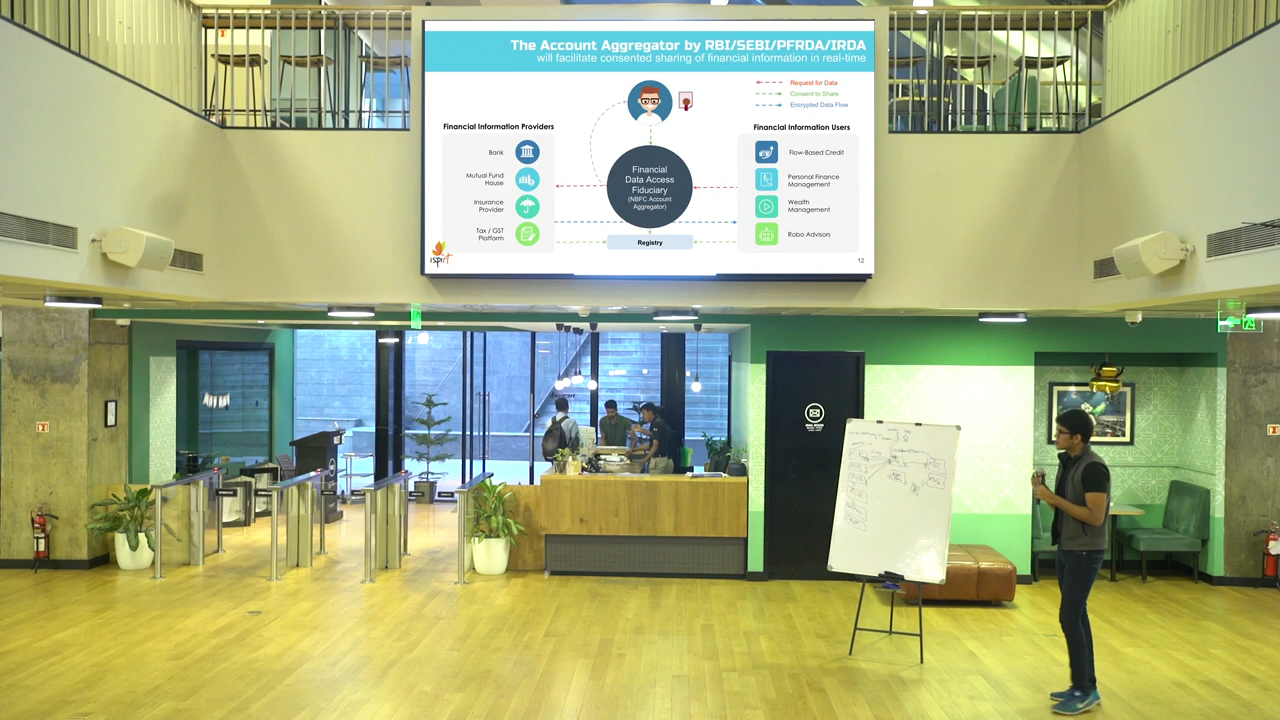 The Account Aggregator by RBI/SEBI/PFRDA/IRDA
will facilitate consented sharing of financial information in real-time
Request for Data
Consent to Share
Encrypted Data Flow
Financial Information Providers
Bank
Mutual Fund
House
Insurance
Provider
Tax / GST
Platform
Financial
Data Access
Fiduciary
(NBFC Account
Aggregator)
Registry
Financial Information Users
Flow-Based Credit
Personal Finance
Management
Wealth
Management
Robo Advisors
ispirt
12